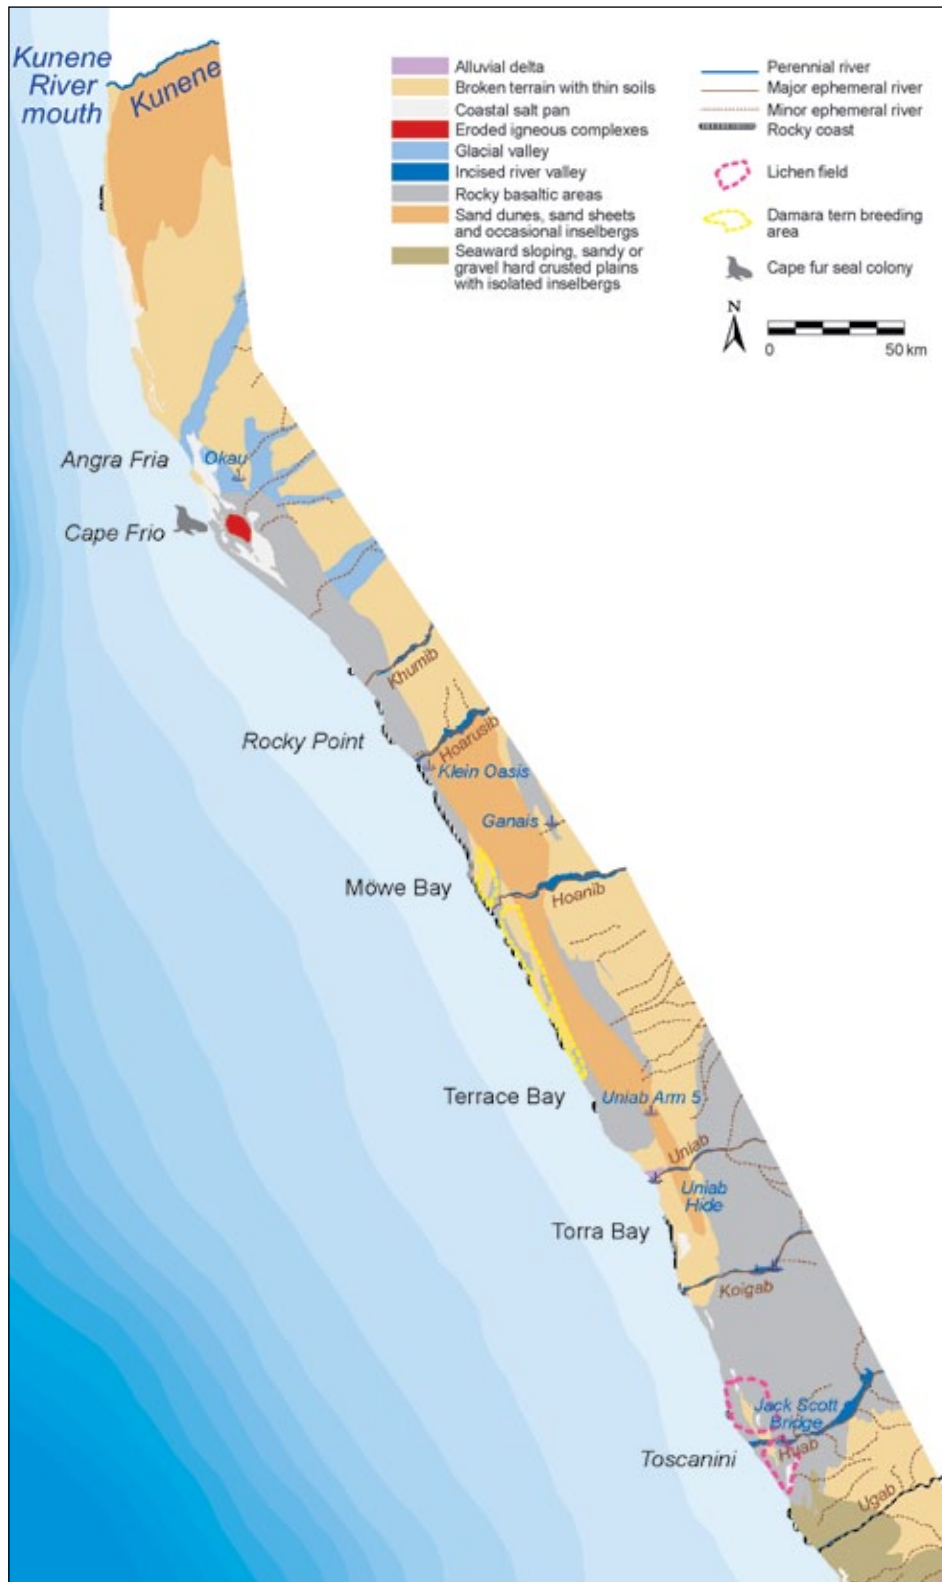 Kunene
River
mouth
Kunene
Alluvial delta
Broken terrain with thin soils
Coastal salt pan
Eroded igneous complexes
Glacial valley
Incised river valley
Rocky basaltic areas
Sand dunes, sand sheets
and occasional inselbergs
Seaward sloping, sandy or
gravel hard crusted plains
with isolated inselbergs
Perennial river
Major ephemeral river
Minor ephemeral river
Rocky coast
Lichen field
Damara tern breeding
area
Cape fur seal colony
N
0 50 km
Angra Fria
Okau
Cape Frio
Khumib
Rocky Point
Hoarusib
Klein Oasis
Ganais
Möwe Bay
Hoanib
Terrace Bay
Uniab Arm 5
Uniab
Uniab
Hide
Torra Bay
Koigab
Jack Scott
Bridge
Huab
Toscanini
Ugab